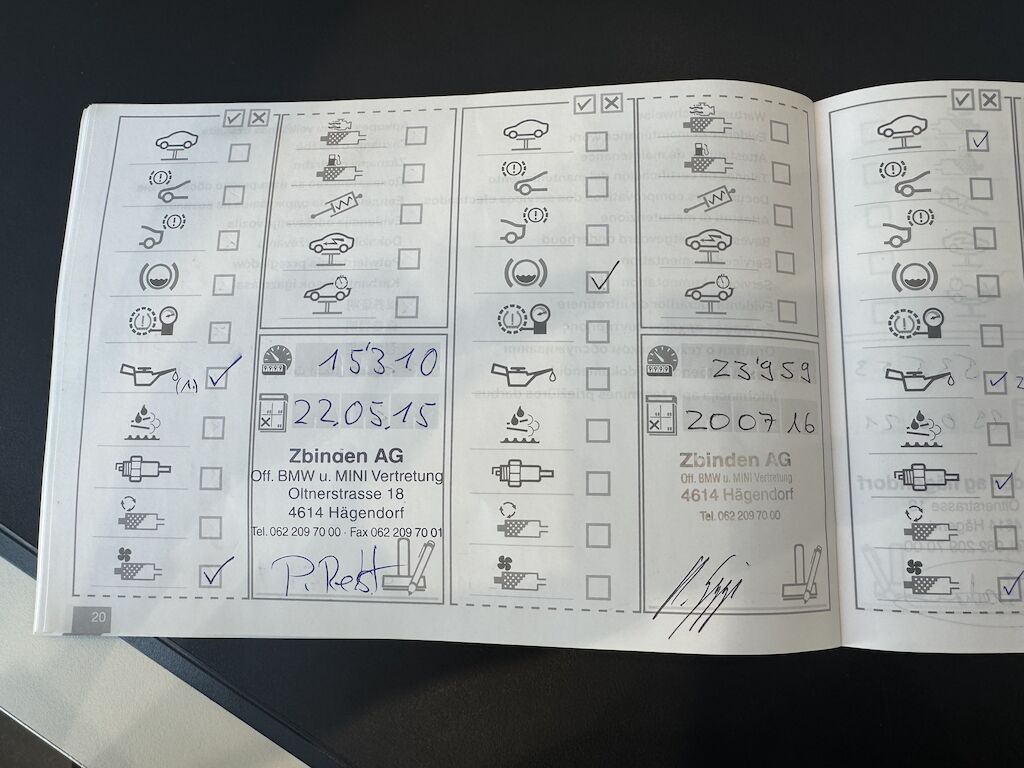 (1.)
15'310
22.05.15
Zbinden AG
Off. BMW u. MINI Vertretung
Oltnerstrasse 18
4614 Hägendorf
Tel. 062 209 70 00 · Fax 062 209 70 01
23'959
200716
Zbinden AG
Off. BMW u. MINI Vertretung
4614 Hägendorf
Tel. 062 209 70 00
20